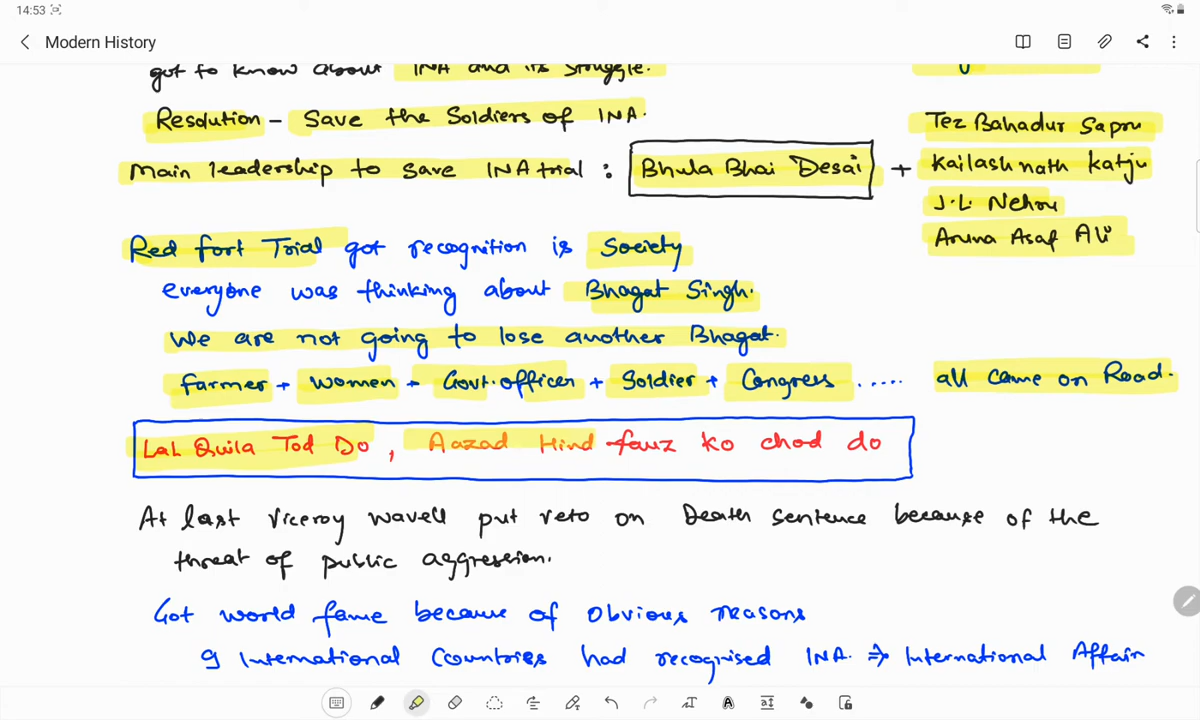 14:53
Modern History
got to know about INA and its struggle.
Resolution - Save the Soldiers of INA.
Tez Bahadur Sapru
Main leadership to save INA trial : Bhula Bhai Desai + Kailash nath Katju
J.L. Nehru
Aruna Asaf Ali
Red fort Trial got recognition is Society
everyone was thinking about Bhagat Singh.
We are not going to lose another Bhagat.
farmer + women + Govt. officer + Soldier + Congress ..... all came on Road.
Lal Quila Tod Do, Aazad Hind fauz ko chod do
At last viceroy wavell put veto on Death sentence because of the
threat of public aggression.
Got world fame because of obvious reasons
9 International Countries had recognised INA. ⇒ International Affair